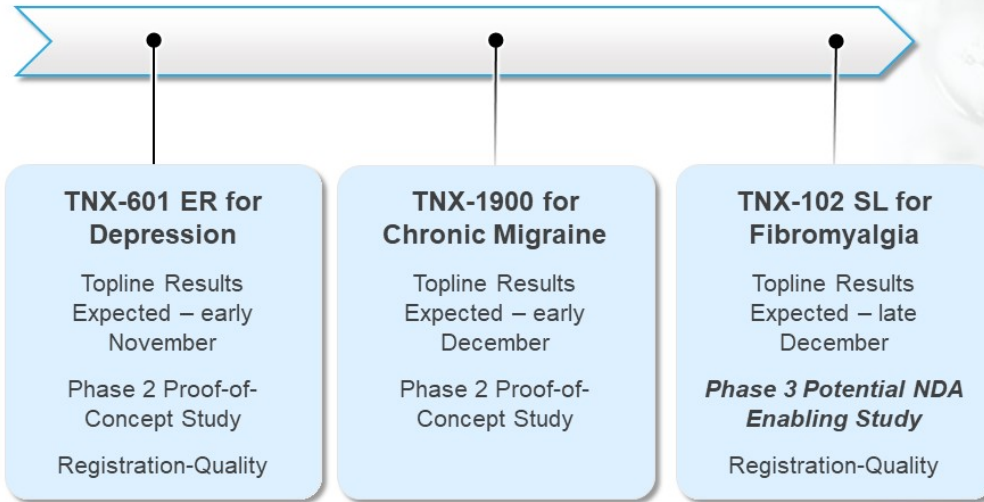 TNX-601 ER for
Depression
Topline Results
Expected – early
November
Phase 2 Proof-of-
Concept Study
Registration-Quality
TNX-1900 for
Chronic Migraine
Topline Results
Expected – early
December
Phase 2 Proof-of-
Concept Study
TNX-102 SL for
Fibromyalgia
Topline Results
Expected – late
December
Phase 3 Potential NDA
Enabling Study
Registration-Quality